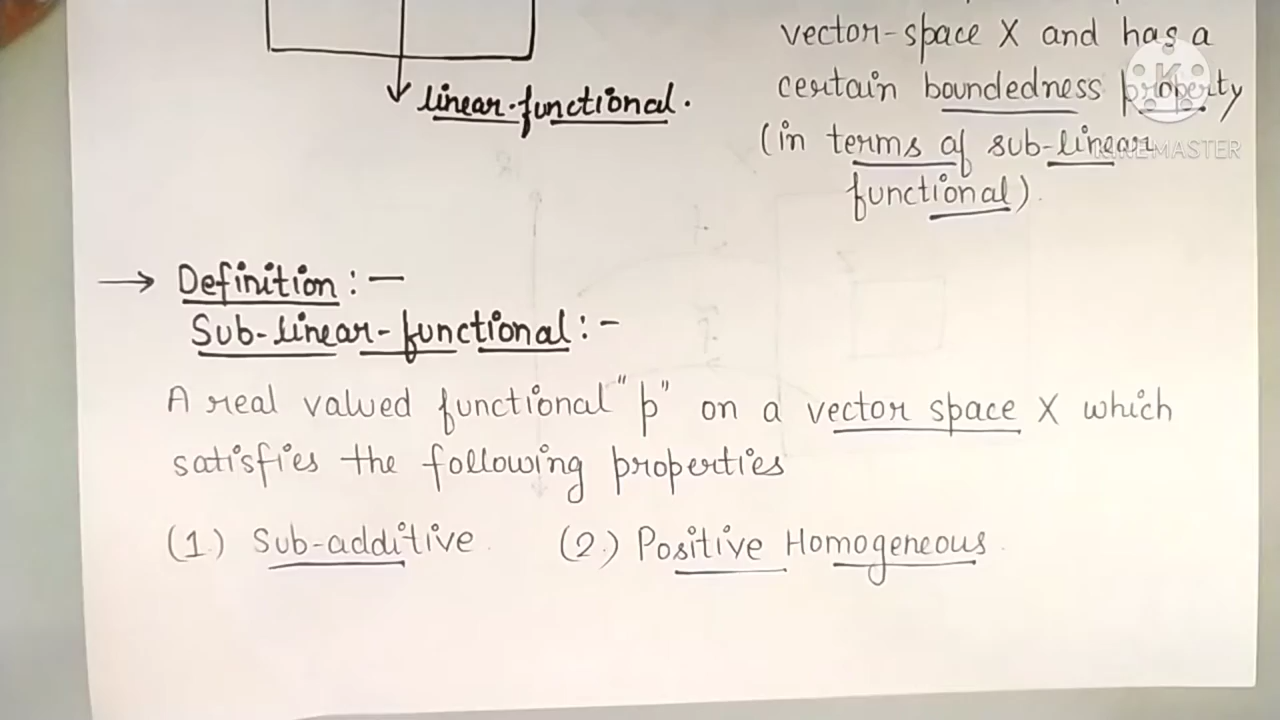 linear-functional.
vector-space X and has a
certain boundedness property
(in terms of sub-linear
functional).
KINEMASTER
→ Definition : —
Sub-linear-functional : -
A real valued functional "p" on a vector space X which
satisfies the following properties
(1.) Sub-additive (2.) Positive Homogeneous.